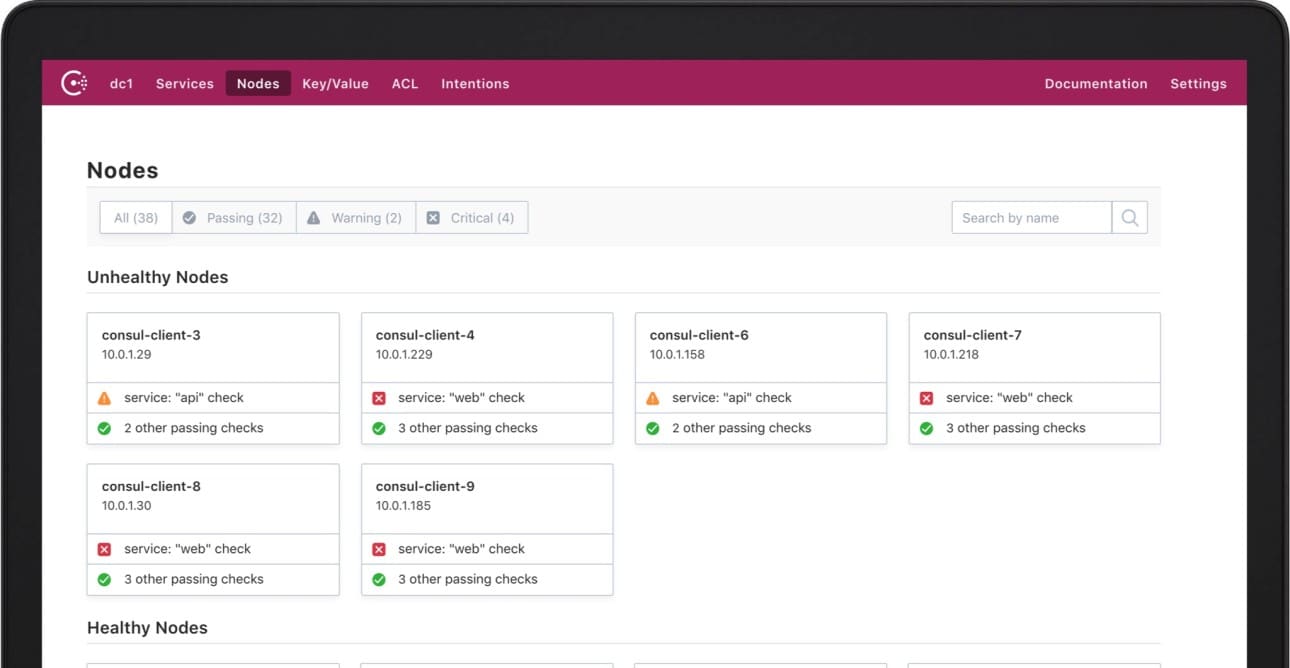 dc1 Services Nodes Key/Value ACL Intentions Documentation Settings
Nodes
All (38) Passing (32) Warning (2) Critical (4) Search by name
Unhealthy Nodes
consul-client-3
10.0.1.29
service: "api" check
2 other passing checks
consul-client-4
10.0.1.229
service: "web" check
3 other passing checks
consul-client-6
10.0.1.158
service: "api" check
2 other passing checks
consul-client-7
10.0.1.218
service: "web" check
3 other passing checks
consul-client-8
10.0.1.30
service: "web" check
3 other passing checks
consul-client-9
10.0.1.185
service: "web" check
3 other passing checks
Healthy Nodes